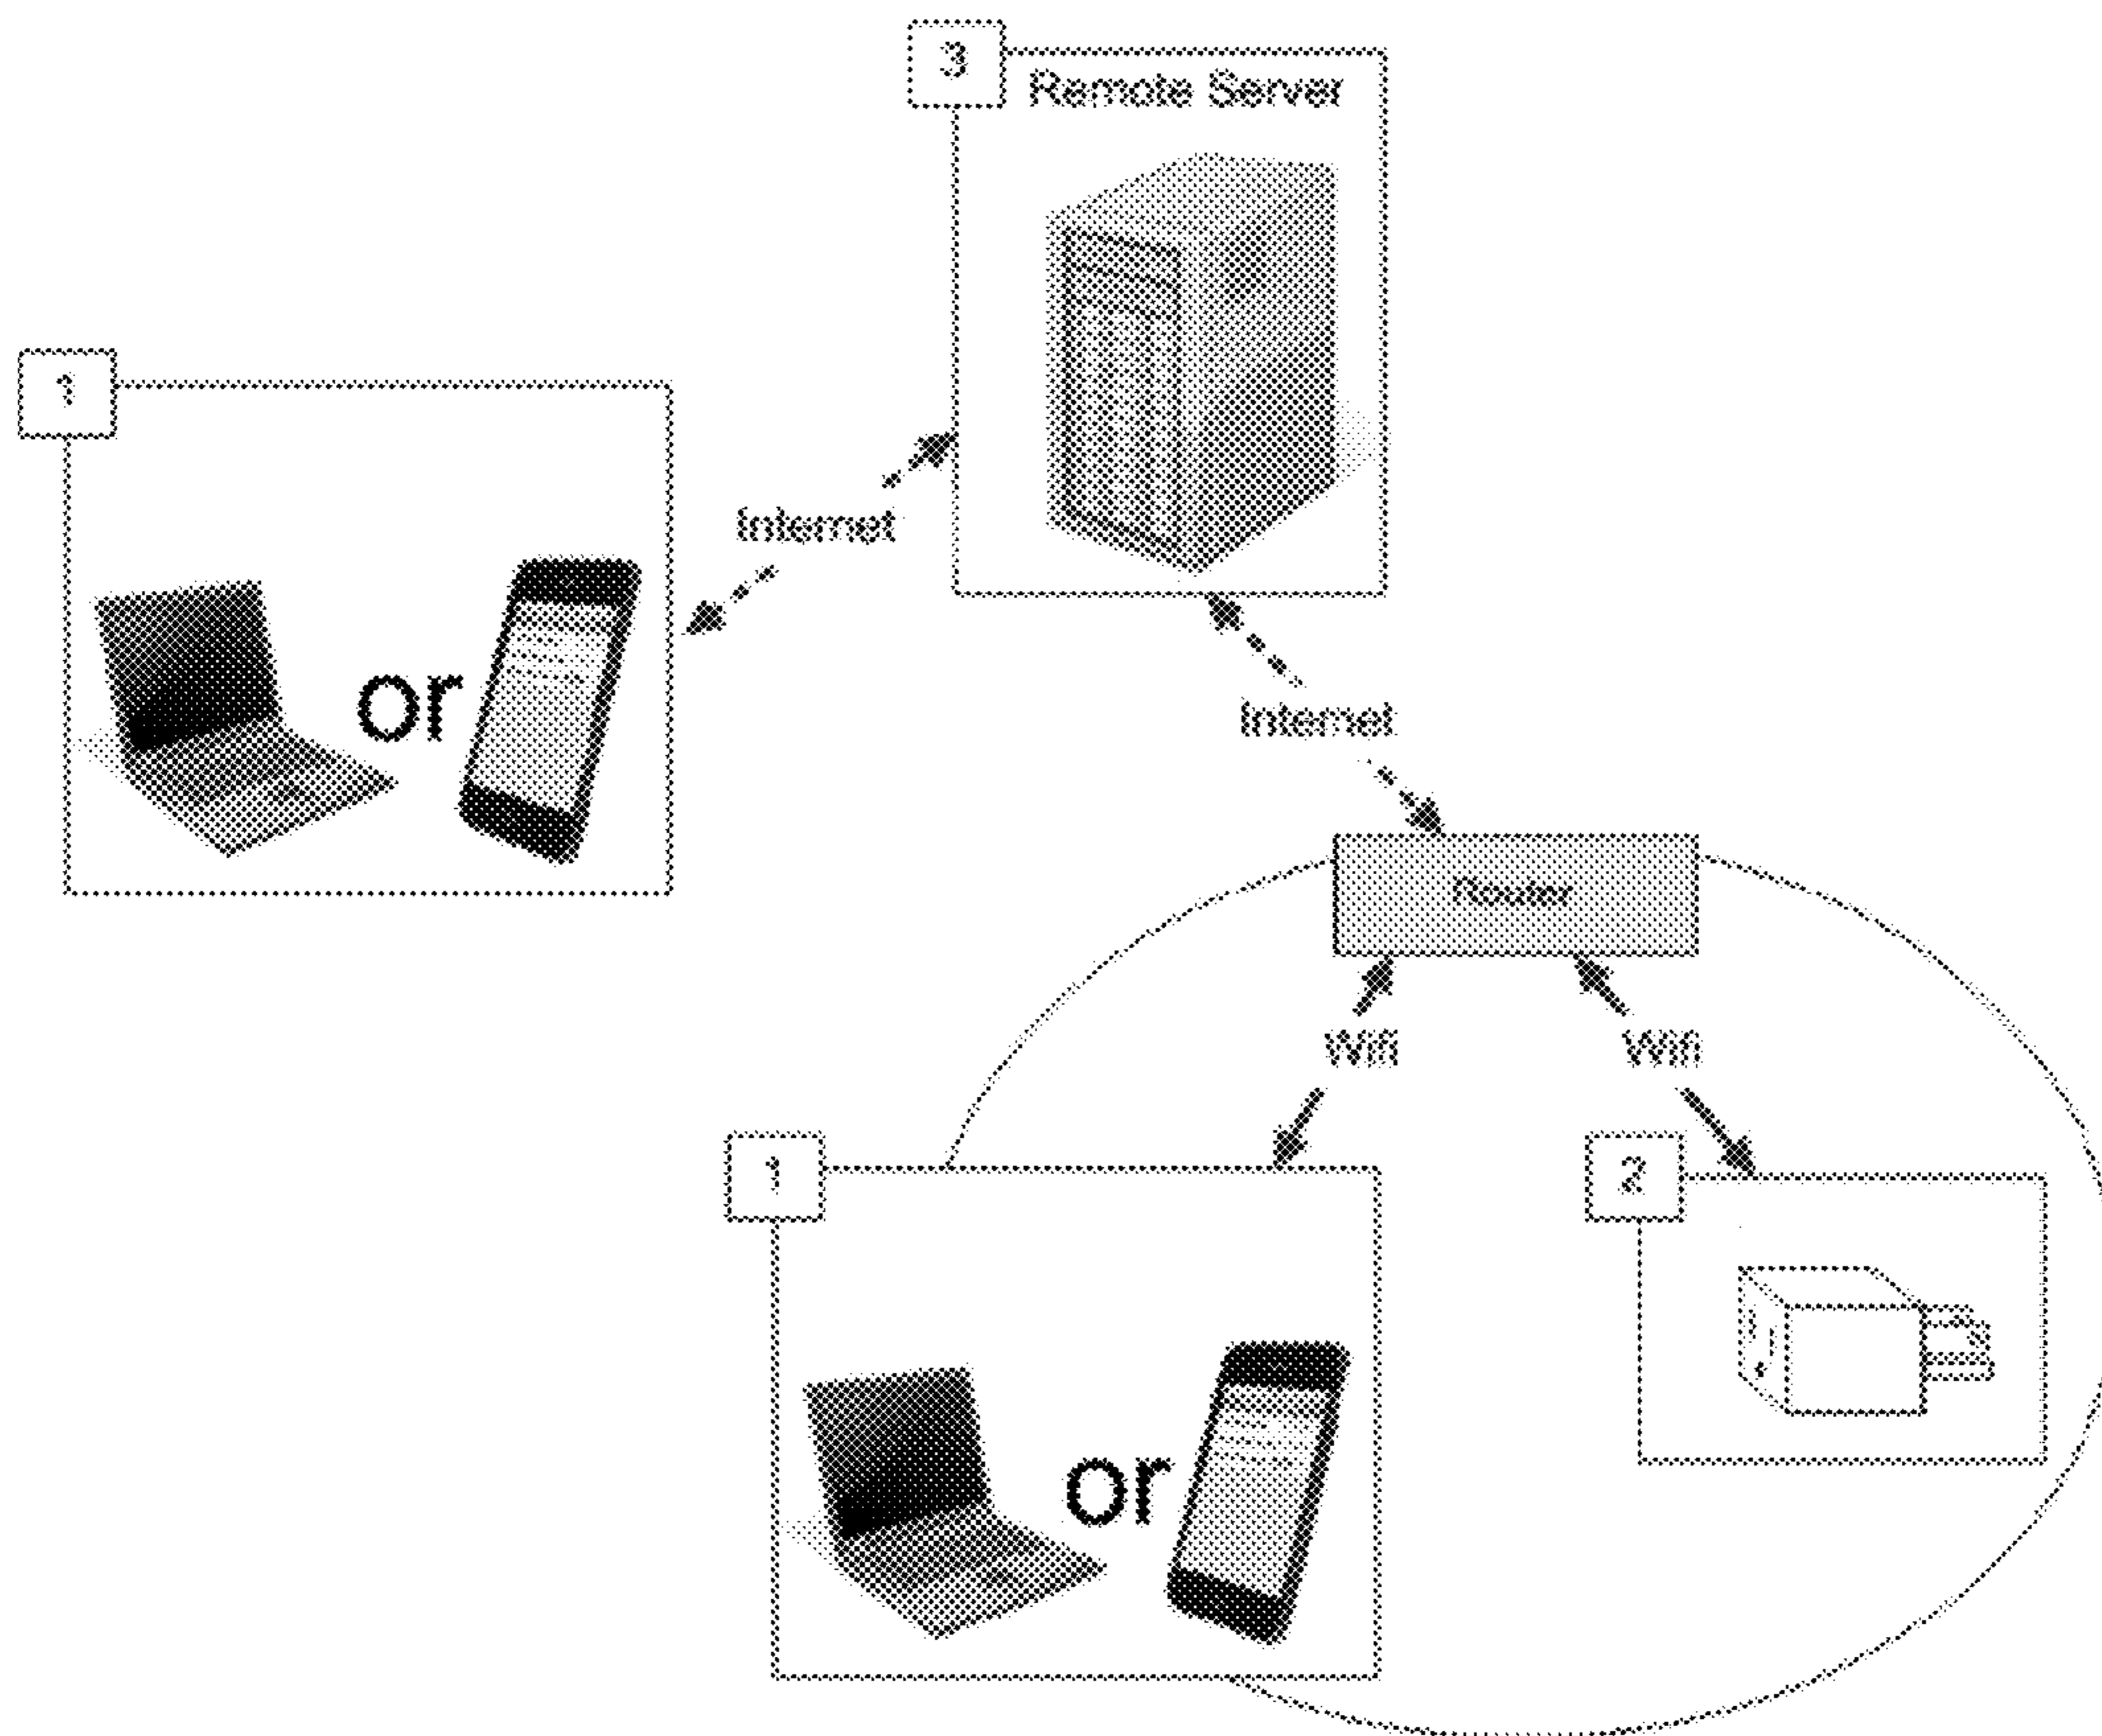 3
Remote Server
1
Internet
or
Internet
Router
Wifi
Wifi
1
2
or